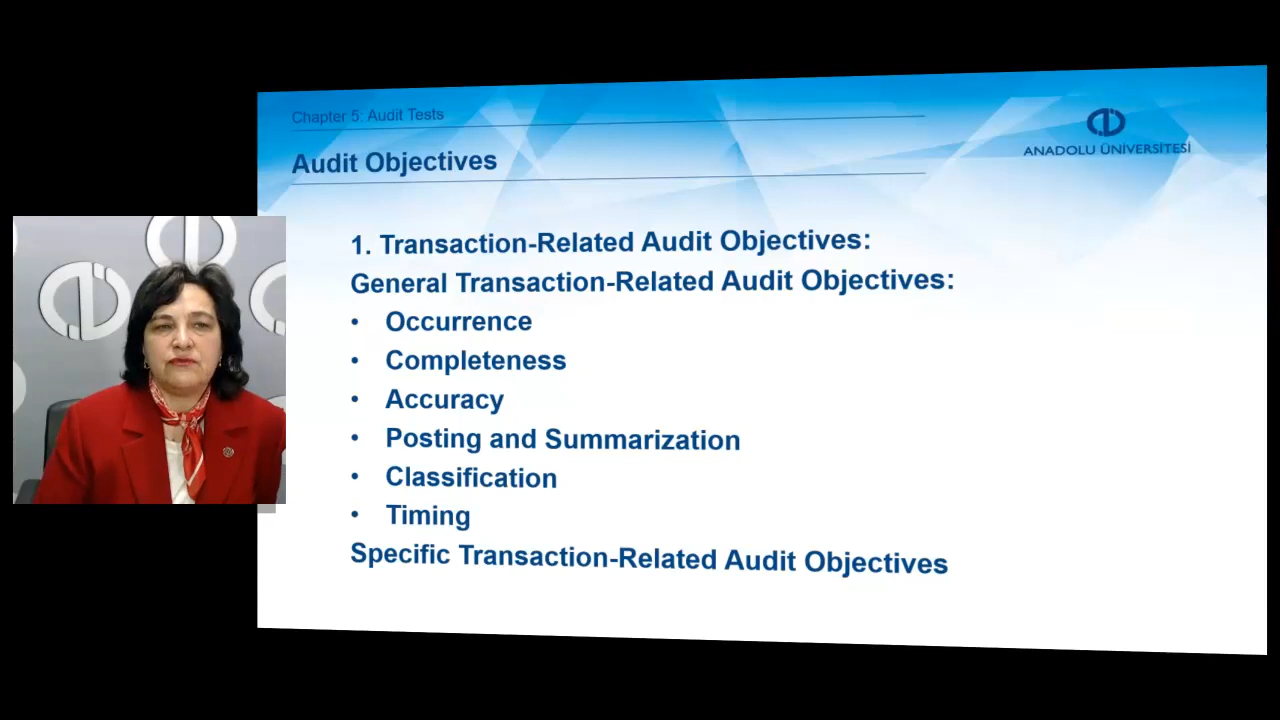 Chapter 5: Audit Tests
Audit Objectives
ANADOLU ÜNİVERSİTESİ
1. Transaction-Related Audit Objectives:
General Transaction-Related Audit Objectives:
• Occurrence
• Completeness
• Accuracy
• Posting and Summarization
• Classification
• Timing
Specific Transaction-Related Audit Objectives